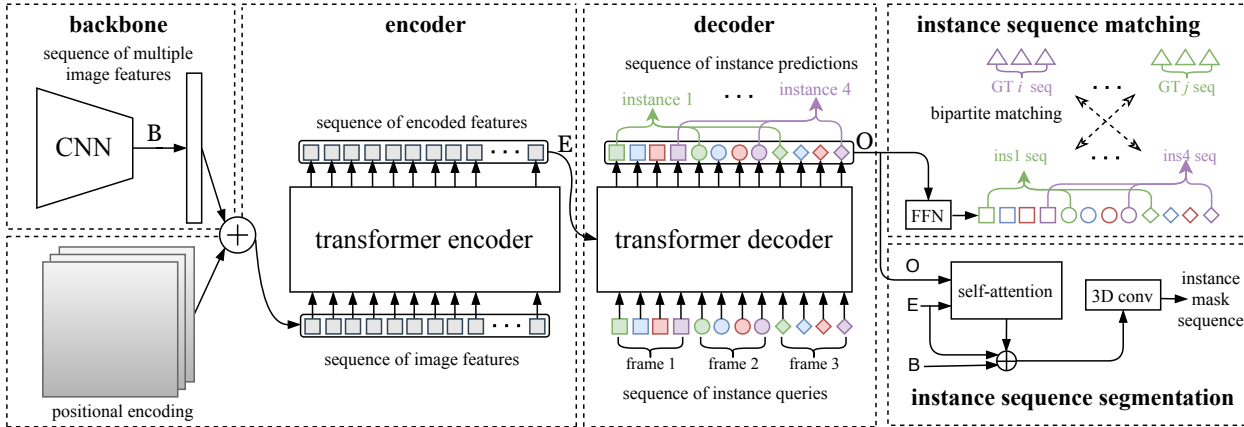 backbone
sequence of multiple
image features
CNN
B
positional encoding
encoder
sequence of encoded features
E
transformer encoder
sequence of image features
decoder
sequence of instance predictions
instance 1
instance 4
O
transformer decoder
frame 1
frame 2
frame 3
sequence of instance queries
instance sequence matching
GT i seq
GT j seq
bipartite matching
ins1 seq
ins4 seq
FFN
O
self-attention
E
B
3D conv
instance
mask
sequence
instance sequence segmentation